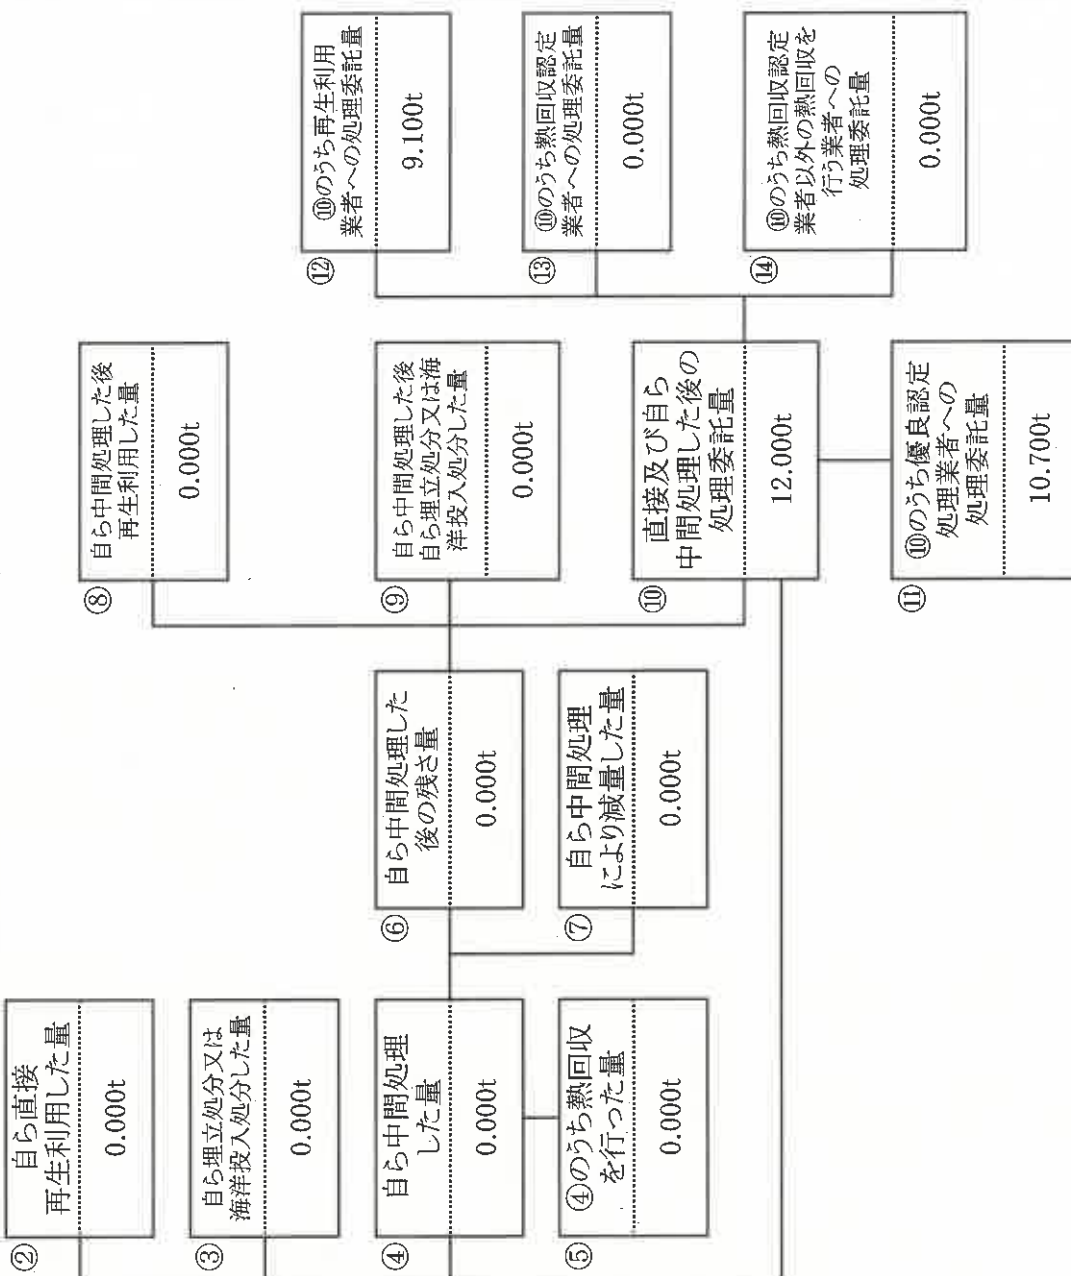 ②
自ら直接
再生利用した量
0.000t
③
自ら埋立処分又は
海洋投入処分した量
0.000t
④
自ら中間処理
した量
0.000t
⑤
④のうち熱回収
を行った量
0.000t
⑥
自ら中間処理した
後の残さ量
0.000t
⑦
自ら中間処理
により減量した量
0.000t
⑧
自ら中間処理した後
再生利用した量
0.000t
⑨
自ら中間処理した後
自ら埋立処分又は海
洋投入処分した量
0.000t
⑩
直接及び自ら
中間処理した後の
処理委託量
12.000t
⑪
⑩のうち優良認定
処理業者への
処理委託量
10.700t
⑫
⑩のうち再生利用
業者への処理委託量
9.100t
⑬
⑩のうち熱回収認定
業者への処理委託量
0.000t
⑭
⑩のうち熱回収認定
業者以外の熱回収を
行う業者への
処理委託量
0.000t